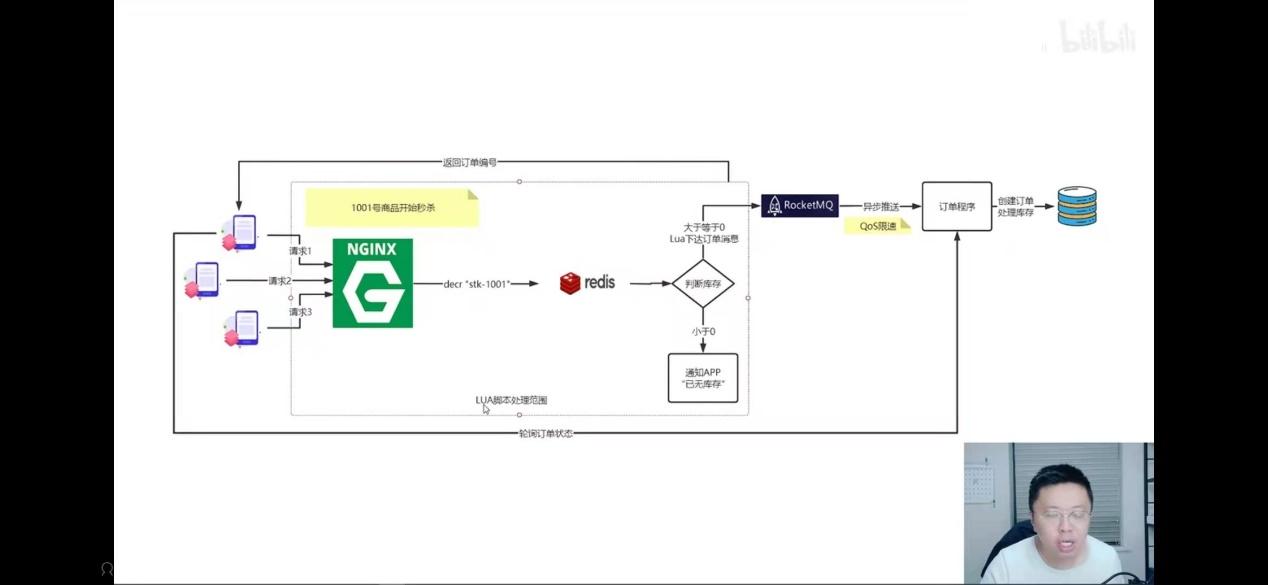 bilibili
返回订单编号
1001号商品开始秒杀
请求1
请求2
请求3
NGINX
decr "stk-1001"
redis
判断库存
大于等于0
Lua下达订单消息
小于0
通知APP
"已无库存"
RocketMQ
异步推送
QoS限速
订单程序
创建订单
处理库存
LUA脚本处理范围
轮询订单状态